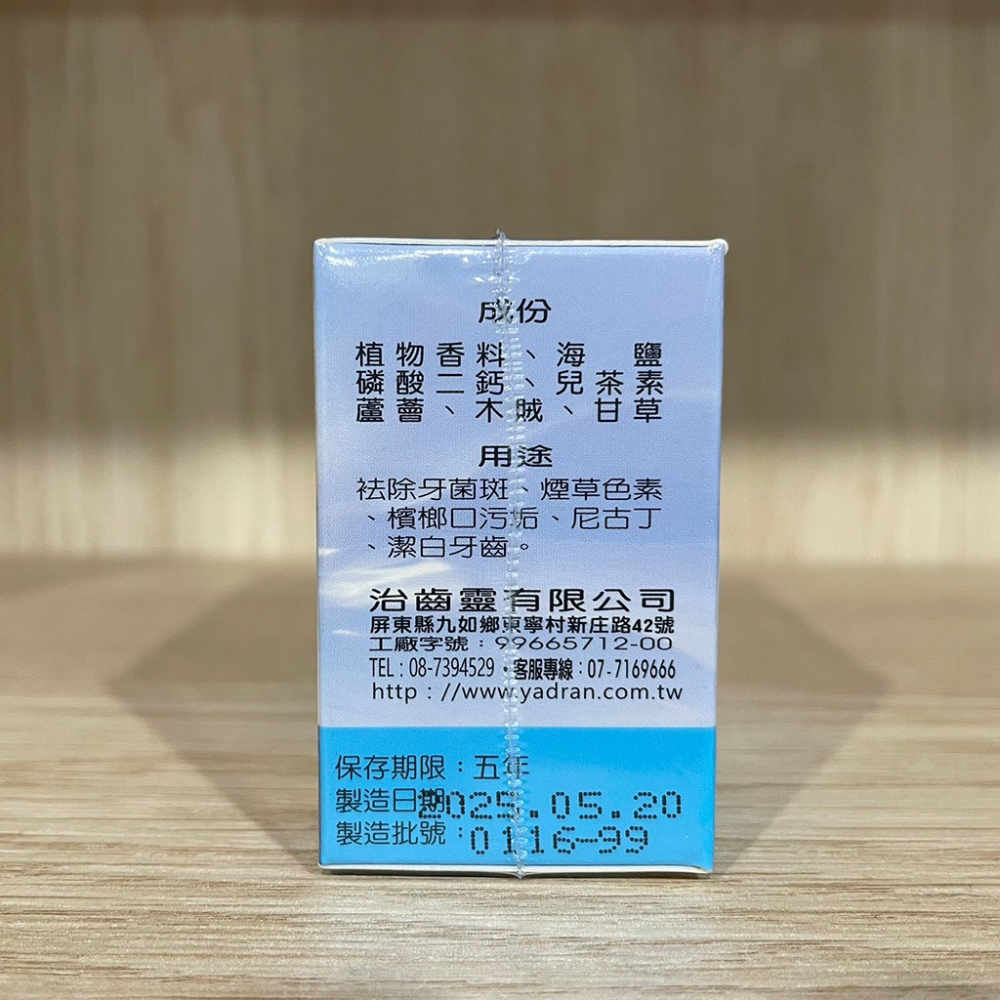 成份
植物香料、海鹽
磷酸二鈣、兒茶素
蘆薈、木賊、甘草
用途
袪除牙菌斑、煙草色素
、檳榔口污垢、尼古丁
、潔白牙齒。
治齒靈有限公司
屏東縣九如鄉東寧村新庄路42號
工廠字號：99665712-00
TEL：08-7394529・客服專線：07-7169666
http：//www.yadran.com.tw
保存期限：五年
製造日期：2025.05.20
製造批號：0116-99